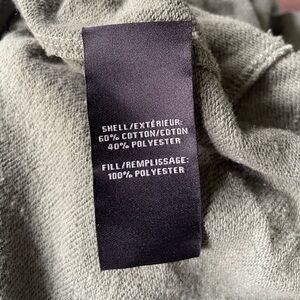 SHELL/EXTÉRIEUR:
60% COTTON/COTON
40% POLYESTER
FILL/REMPLISSAGE:
100% POLYESTER